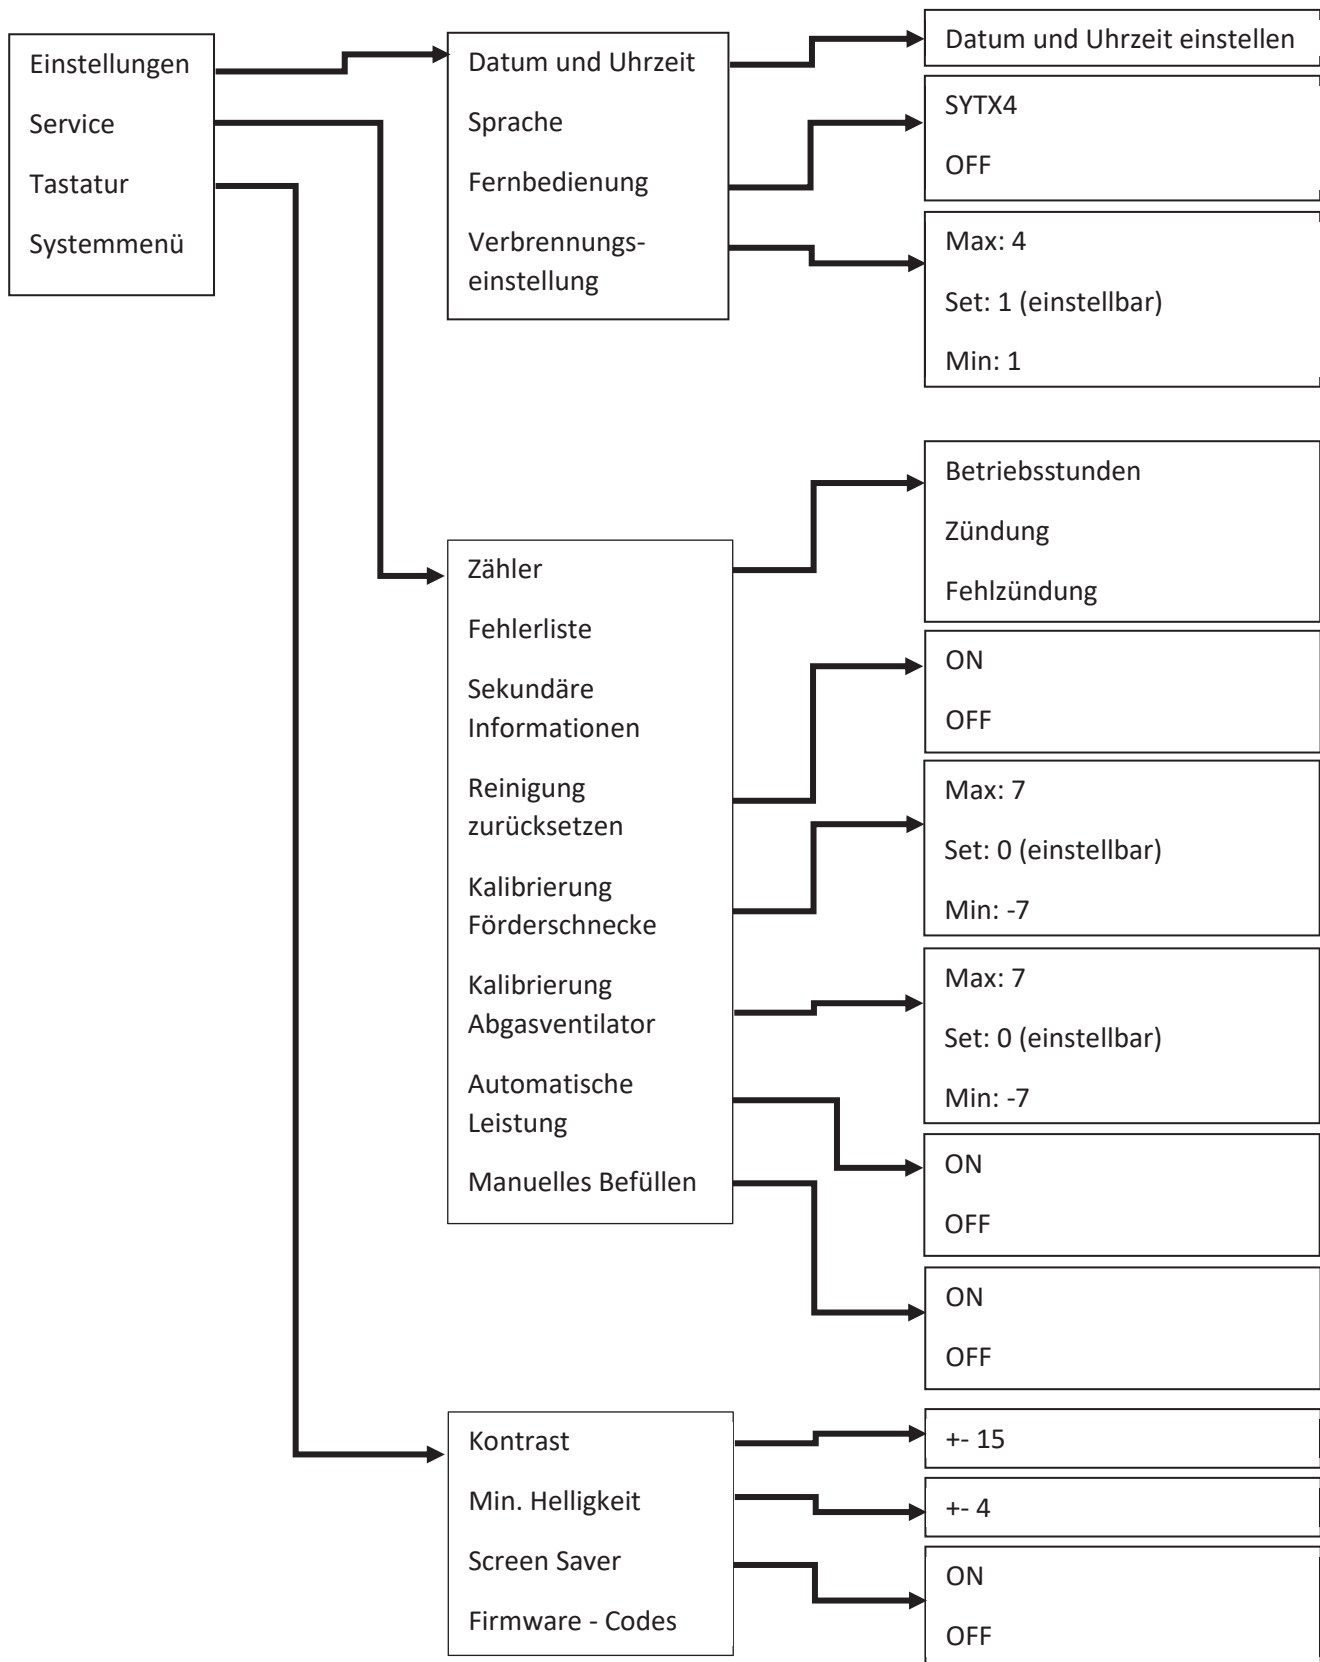 Einstellungen
Service
Tastatur
Systemmenü
Datum und Uhrzeit
Sprache
Fernbedienung
Verbrennungs-
einstellung
Datum und Uhrzeit einstellen
SYTX4
OFF
Max: 4
Set: 1 (einstellbar)
Min: 1
Zähler
Fehlerliste
Sekundäre
Informationen
Reinigung
zurücksetzen
Kalibrierung
Förderschnecke
Kalibrierung
Abgasventilator
Automatische
Leistung
Manuelles Befüllen
Betriebsstunden
Zündung
Fehlzündung
ON
OFF
Max: 7
Set: 0 (einstellbar)
Min: -7
Max: 7
Set: 0 (einstellbar)
Min: -7
ON
OFF
ON
OFF
Kontrast
Min. Helligkeit
Screen Saver
Firmware - Codes
+- 15
+- 4
ON
OFF